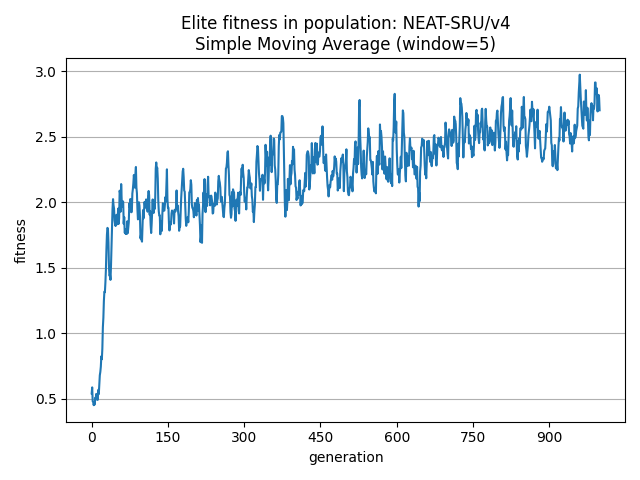 Elite fitness in population: NEAT-SRU/v4
Simple Moving Average (window=5)
3.0
2.5
2.0
1.5
1.0
0.5
fitness
0 150 300 450 600 750 900
generation